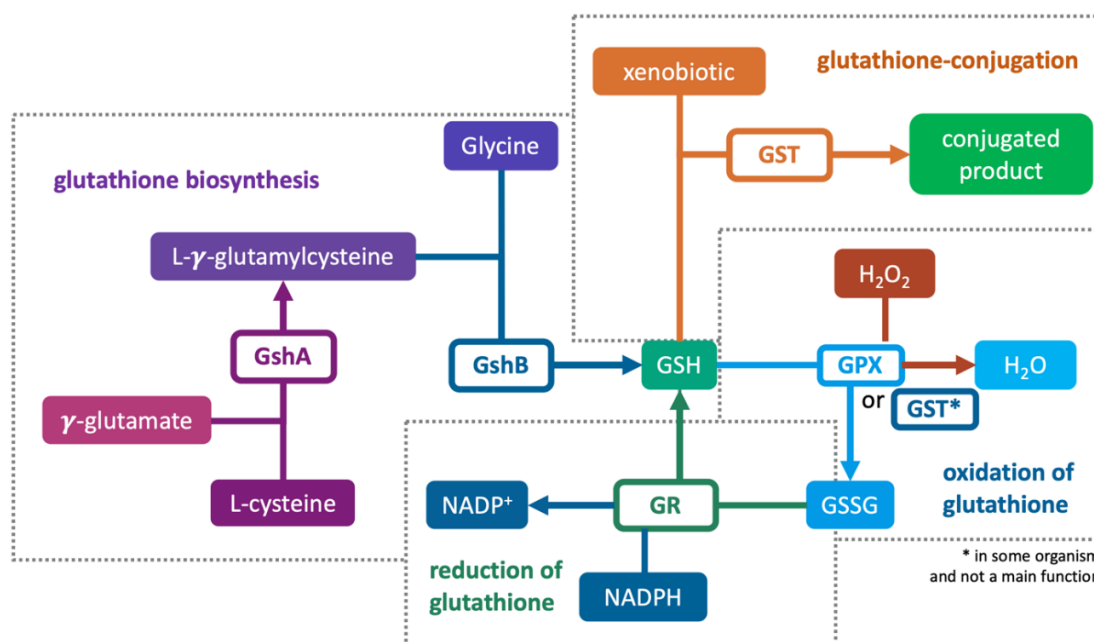 xenobiotic
glutathione-conjugation
Glycine
GST
conjugated
product
glutathione biosynthesis
L-γ-glutamylcysteine
H₂O₂
GshA
GshB
GSH
GPX
H₂O
or
GST*
γ-glutamate
L-cysteine
NADP⁺
GR
GSSG
oxidation of
glutathione
reduction of
glutathione
NADPH
* in some organism
and not a main function